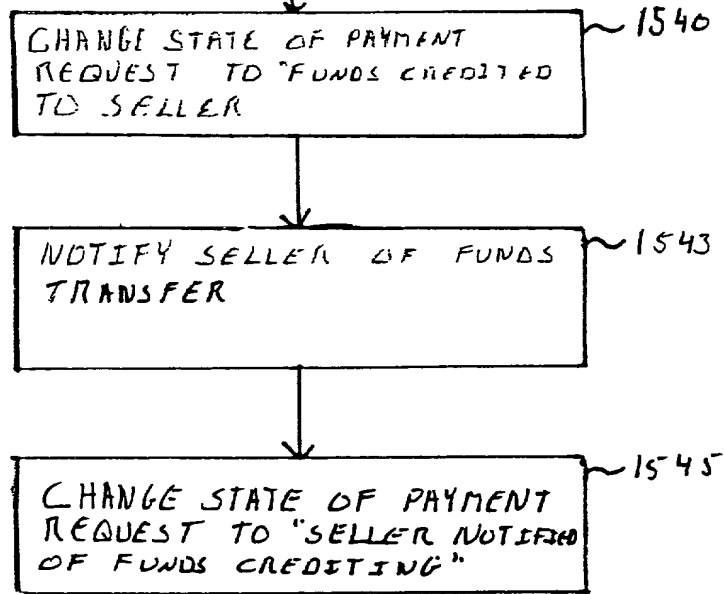 CHANGE STATE OF PAYMENT
REQUEST TO "FUNDS CREDITED
TO SELLER
1540
NOTIFY SELLER OF FUNDS
TRANSFER
1543
CHANGE STATE OF PAYMENT
REQUEST TO "SELLER NOTIFIED
OF FUNDS CREDITING"
1545